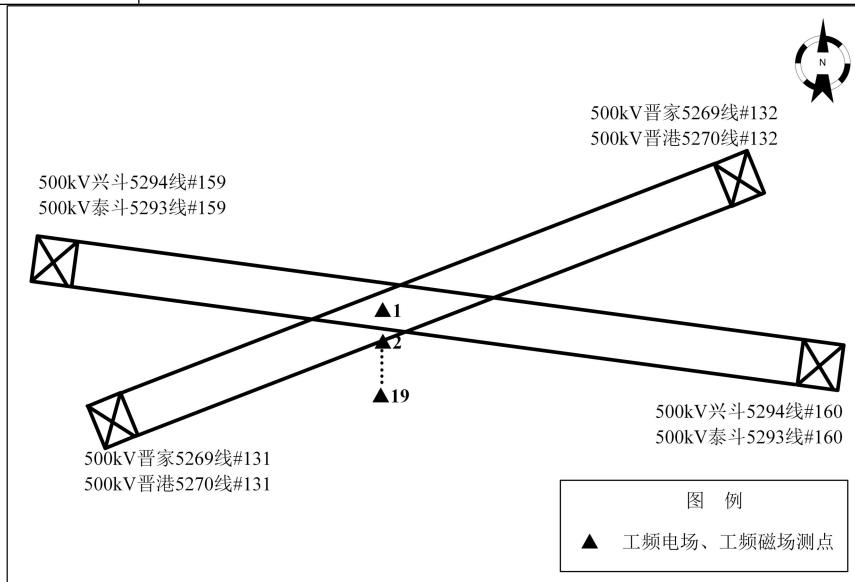 N
500kV晋家5269线#132
500kV晋港5270线#132
500kV兴斗5294线#159
500kV泰斗5293线#159
1
2
19
500kV兴斗5294线#160
500kV泰斗5293线#160
500kV晋家5269线#131
500kV晋港5270线#131
图 例
▲ 工频电场、工频磁场测点